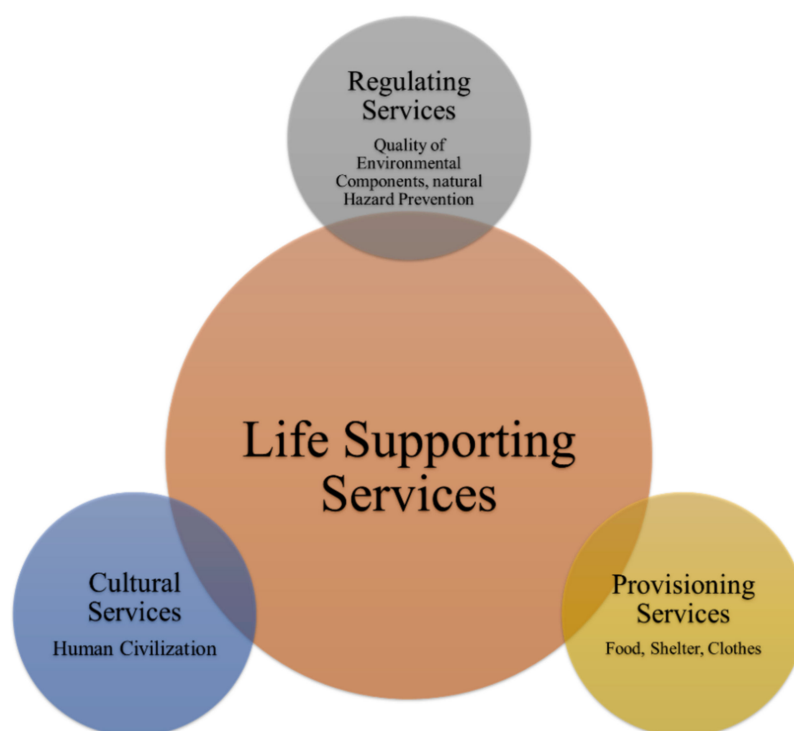 Regulating
Services
Quality of
Environmental
Components, natural
Hazard Prevention
Life Supporting
Services
Cultural
Services
Human Civilization
Provisioning
Services
Food, Shelter, Clothes